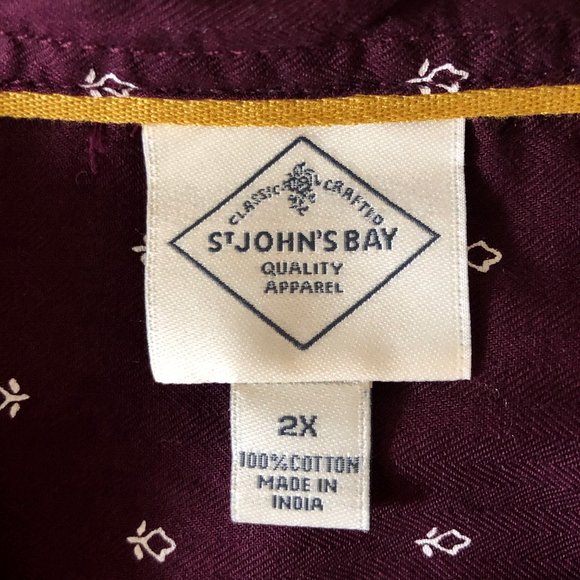 CLASSIC CRAFTED
ST JOHN'S BAY
QUALITY
APPAREL
2X
100% COTTON
MADE IN
INDIA